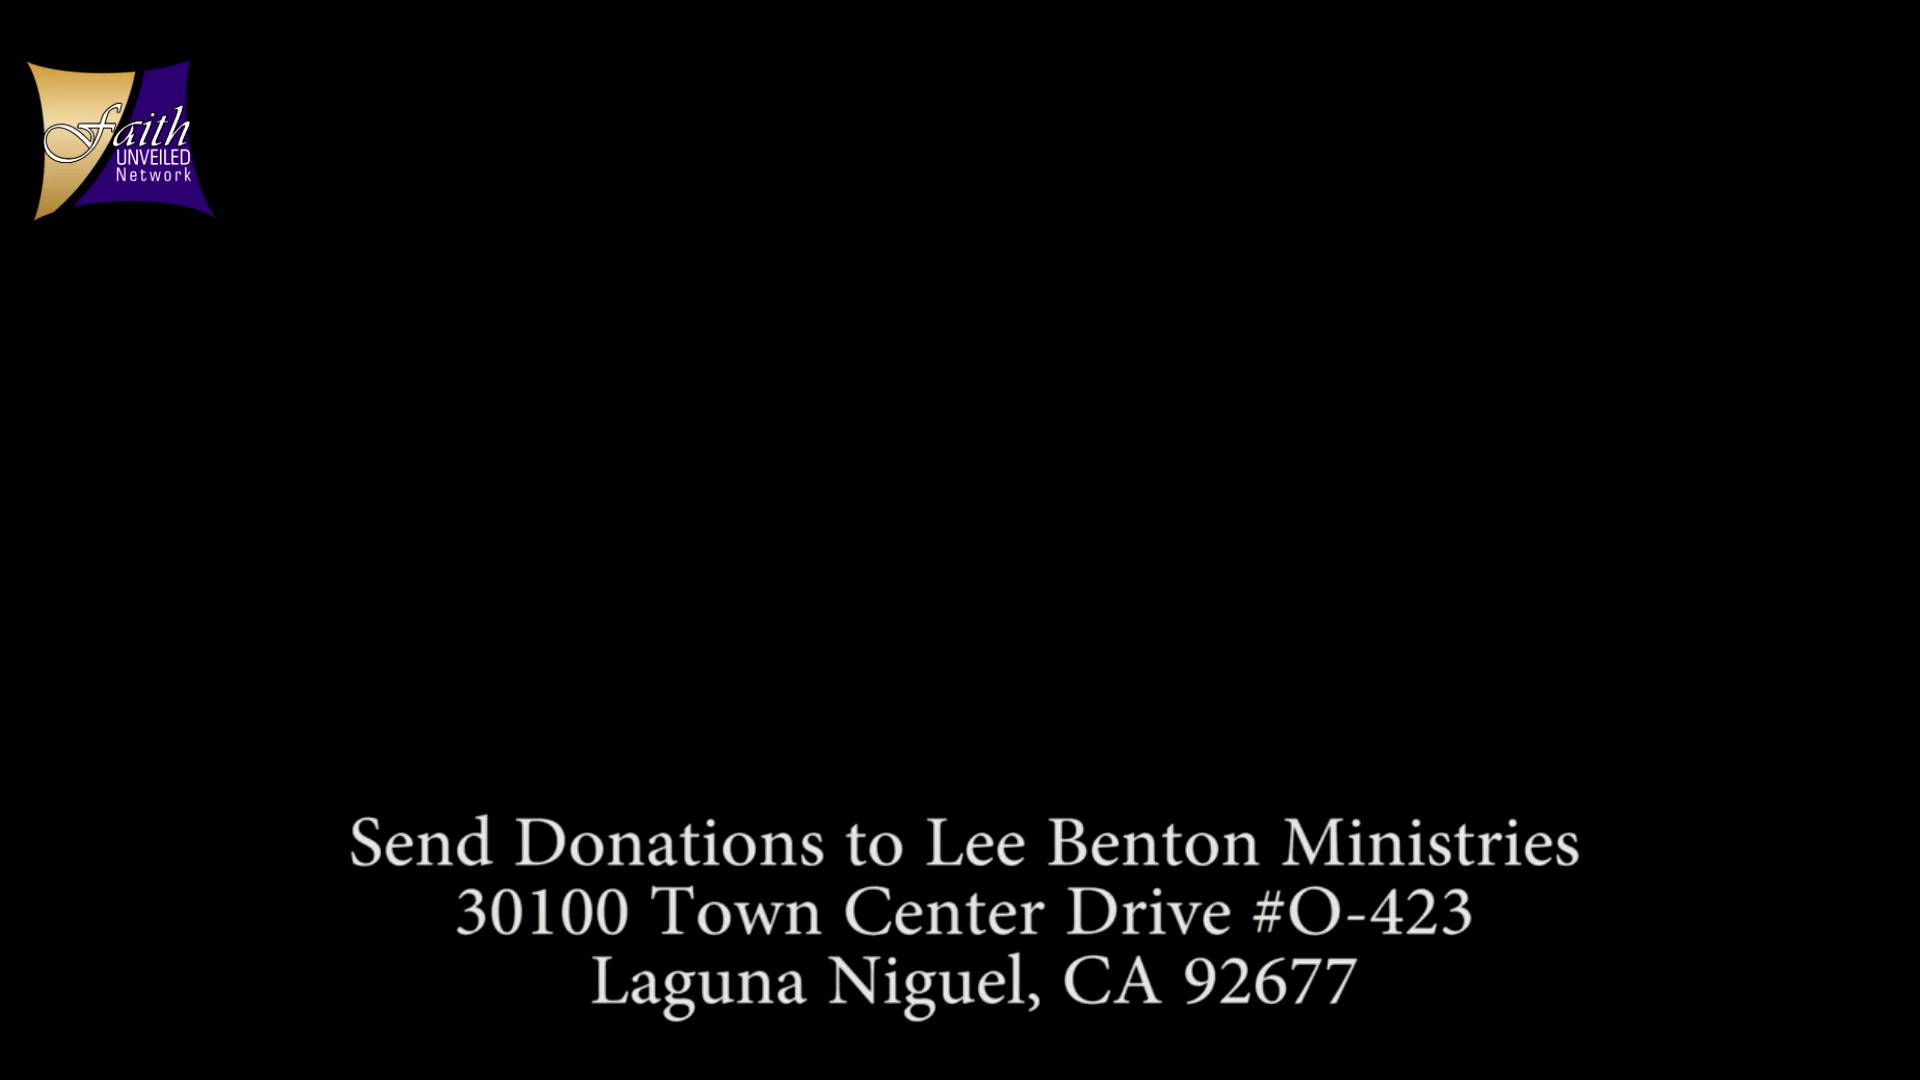 Faith
UNVEILED
Network
Send Donations to Lee Benton Ministries
30100 Town Center Drive #O-423
Laguna Niguel, CA 92677